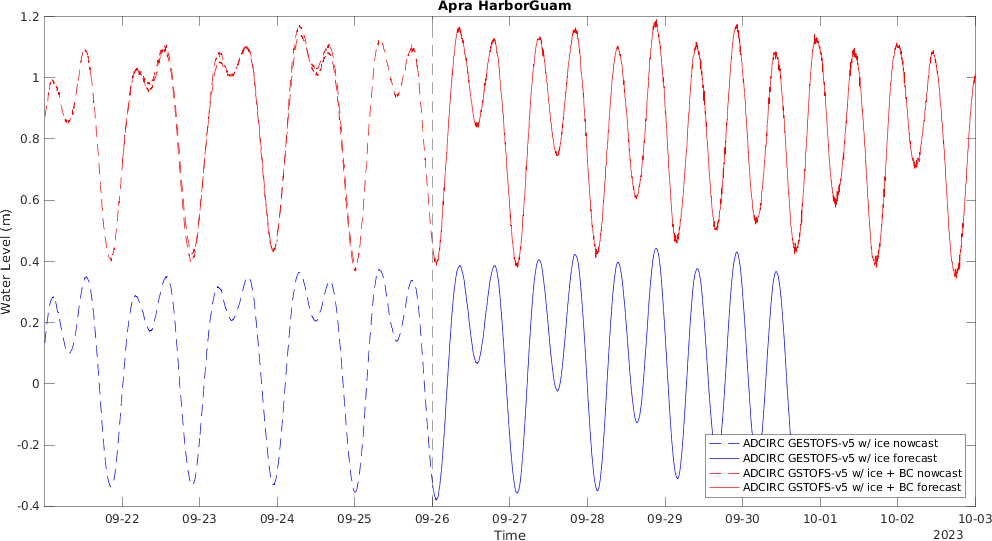 Apra HarborGuam
1.2
1
0.8
0.6
0.4
0.2
0
-0.2
-0.4
Water Level (m)
ADCIRC GESTOFS-v5 w/ ice nowcast
ADCIRC GESTOFS-v5 w/ ice forecast
ADCIRC GSTOFS-v5 w/ ice + BC nowcast
ADCIRC GSTOFS-v5 w/ ice + BC forecast
09-22 09-23 09-24 09-25 09-26 09-27 09-28 09-29 09-30 10-01 10-02 10-03
Time
2023